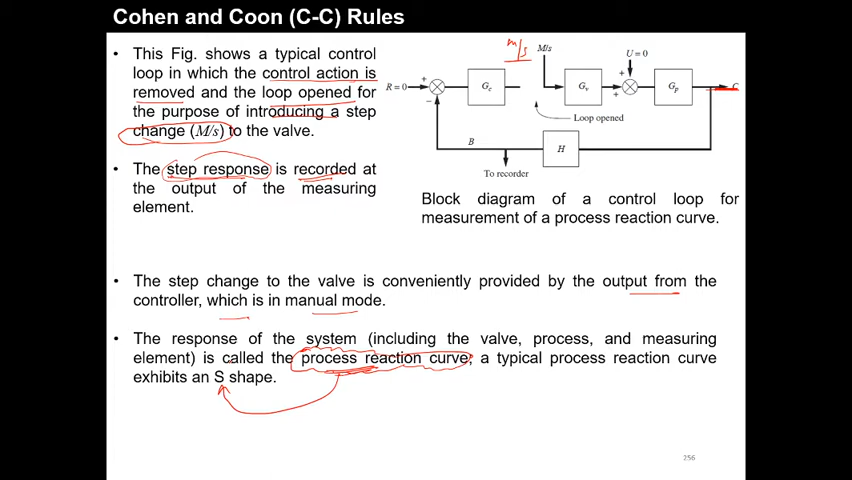 Cohen and Coon (C-C) Rules
• This Fig. shows a typical control
loop in which the control action is
removed and the loop opened for
the purpose of introducing a step
change (M/s) to the valve.
• The step response is recorded at
the output of the measuring
element.
m/s
M/s
U = 0
R = 0
+
−
Gc
Gv
+
+
Gp
C
Loop opened
B
H
To recorder
Block diagram of a control loop for
measurement of a process reaction curve.
• The step change to the valve is conveniently provided by the output from the
controller, which is in manual mode.
• The response of the system (including the valve, process, and measuring
element) is called the process reaction curve; a typical process reaction curve
exhibits an S shape.
256